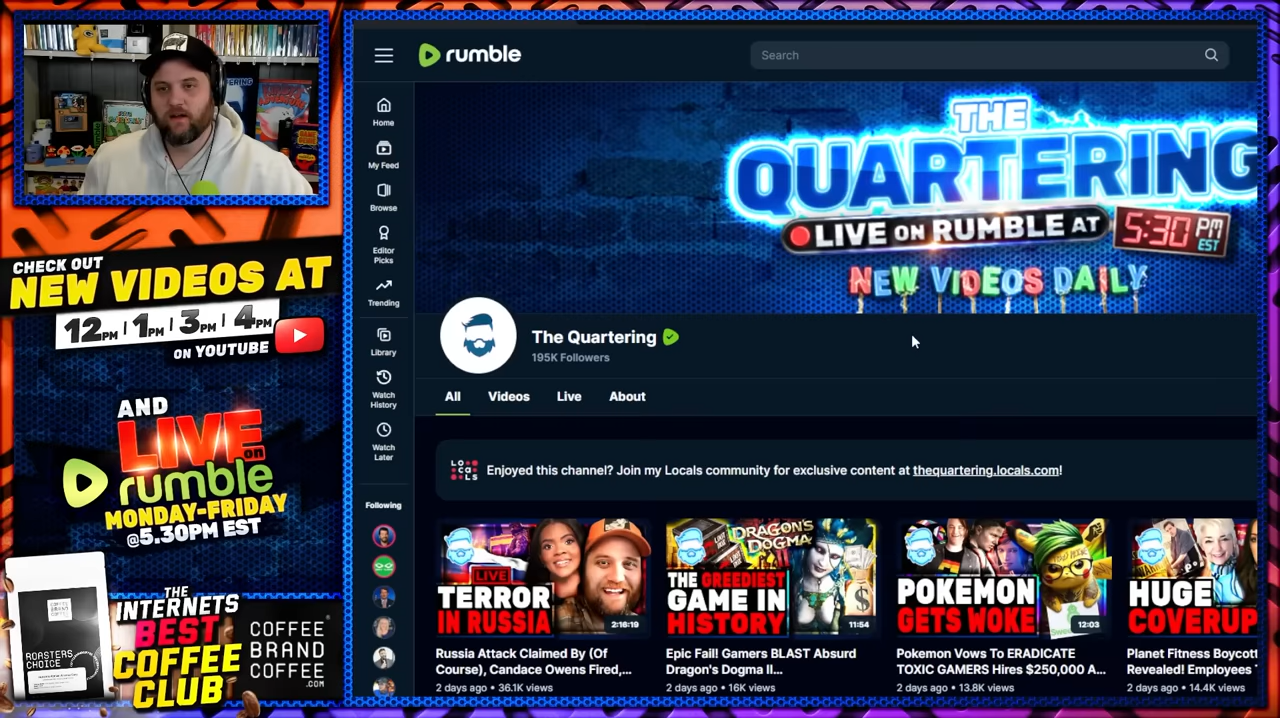 CHECK OUT
NEW VIDEOS AT
12PM | 1PM | 3PM | 4PM
ON YOUTUBE
AND
LIVE on
rumble
MONDAY-FRIDAY
@5.30PM EST
ROASTERS
CHOICE
THE
INTERNETS
BEST
COFFEE
CLUB
COFFEE
BRAND
COFFEE
.COM
rumble
Search
Home
My Feed
Browse
Editor
Picks
Trending
Library
Watch
History
Watch
Later
Following
THE
QUARTERING
LIVE ON RUMBLE AT 5:30 PM EST
NEW VIDEOS DAILY
The Quartering
195K Followers
All Videos Live About
LOCALS
Enjoyed this channel? Join my Locals community for exclusive content at thequartering.locals.com!
LIVE
TERROR
IN RUSSIA
2:16:19
Russia Attack Claimed By (Of
Course), Candace Owens Fired,...
2 days ago • 36.1K views
DRAGON'S
DOGMA
THE GREEDIEST
GAME IN
HISTORY
11:54
Epic Fail! Gamers BLAST Absurd
Dragon's Dogma II...
2 days ago • 16K views
POKEMON
GETS WOKE
12:03
Pokemon Vows To ERADICATE
TOXIC GAMERS Hires $250,000 A...
2 days ago • 13.8K views
HUGE
COVERUP
Planet Fitness Boycott
Revealed! Employees T
2 days ago • 14.4K views